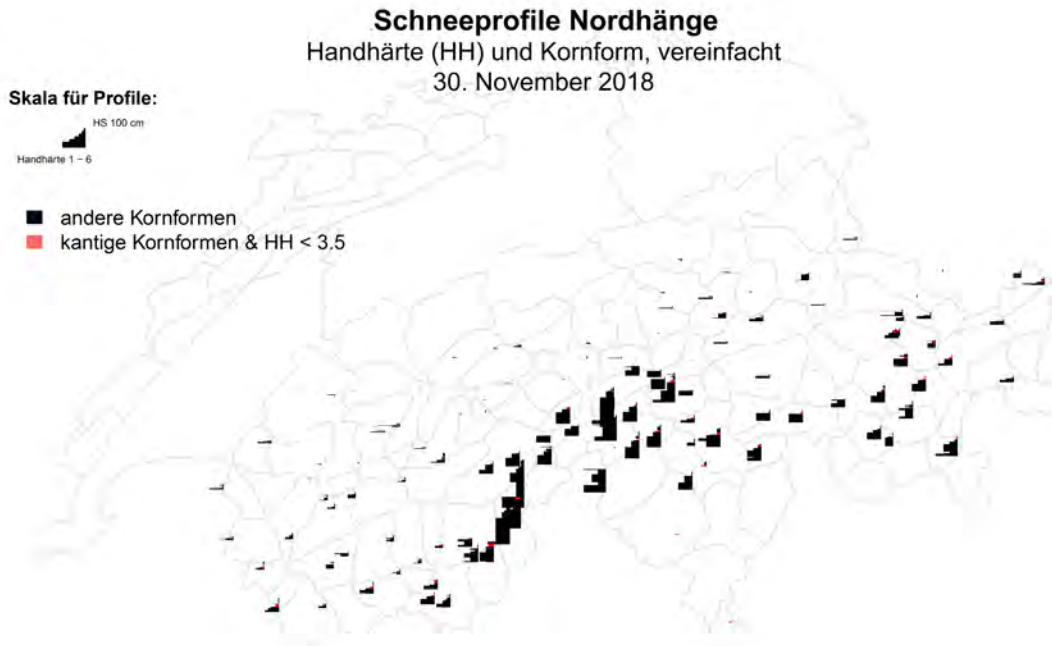 Schneeprofile Nordhänge
Handhärte (HH) und Kornform, vereinfacht
30. November 2018
Skala für Profile:
HS 100 cm
Handhärte 1 − 6
andere Kornformen
kantige Kornformen & HH < 3.5